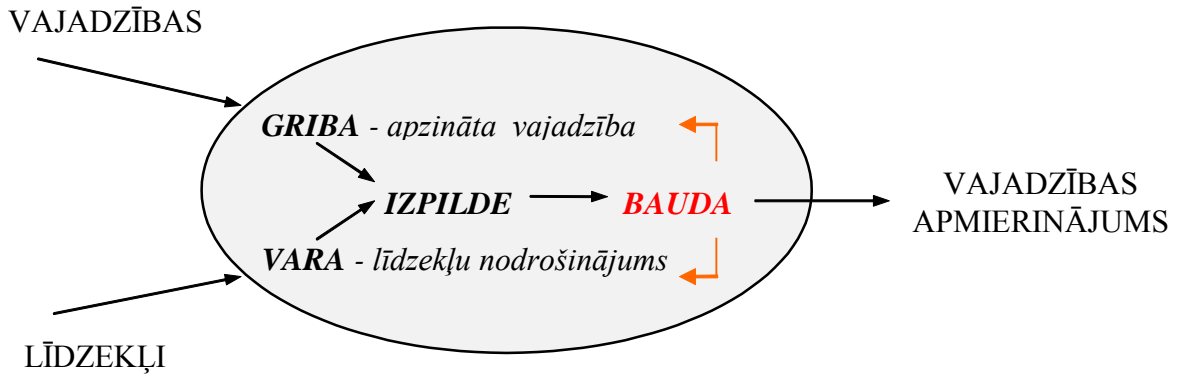 VAJADZĪBAS
GRIBA - apzināta vajadzība
IZPILDE
BAUDA
VAJADZĪBAS
APMIERINĀJUMS
VARA - līdzekļu nodrošinājums
LĪDZEKĻI